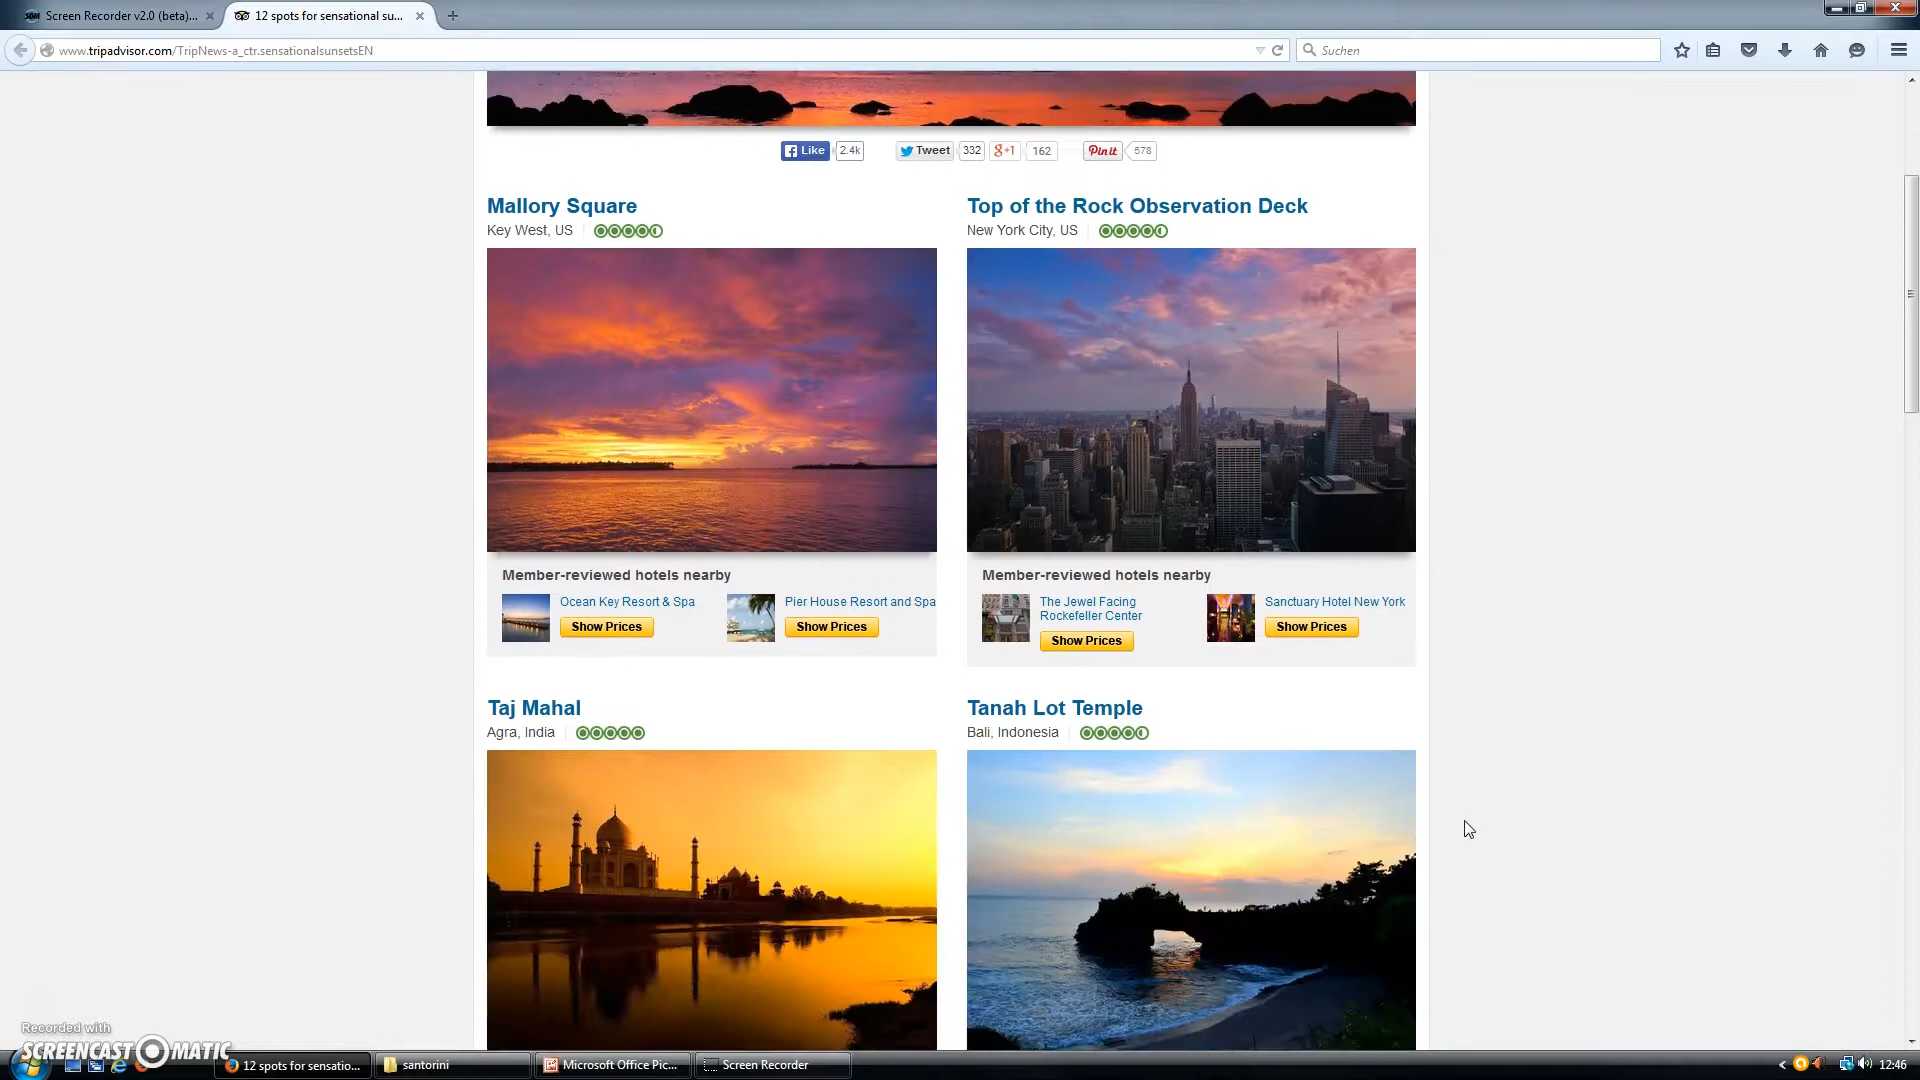 Screen Recorder v2.0 (beta)...
12 spots for sensational su...
www.tripadvisor.com/TripNews-a_ctr.sensationalsunsetsEN
Suchen
Like 2.4k Tweet 332 g+1 162 Pin it 578
Mallory Square
Key West, US
Top of the Rock Observation Deck
New York City, US
Member-reviewed hotels nearby
Ocean Key Resort & Spa
Show Prices
Pier House Resort and Spa
Show Prices
Member-reviewed hotels nearby
The Jewel Facing
Rockefeller Center
Show Prices
Sanctuary Hotel New York
Show Prices
Taj Mahal
Agra, India
Tanah Lot Temple
Bali, Indonesia
Recorded with
SCREENCAST MATIC
12 spots for sensatio...
santorini
Microsoft Office Pic...
Screen Recorder
12:46